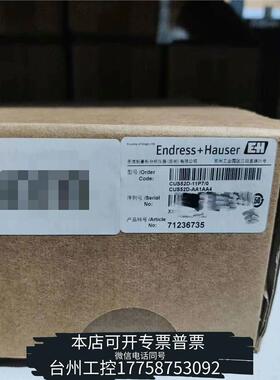 Endress+Hauser EH
型号/Order
Code:
CUS52D-11P7/0
CUS52D-AA1AA4
序列号/Serial
No:
产品料号/Article
No:
71236735
本店可开专票普票
微信电话同号
台州工控17758753092